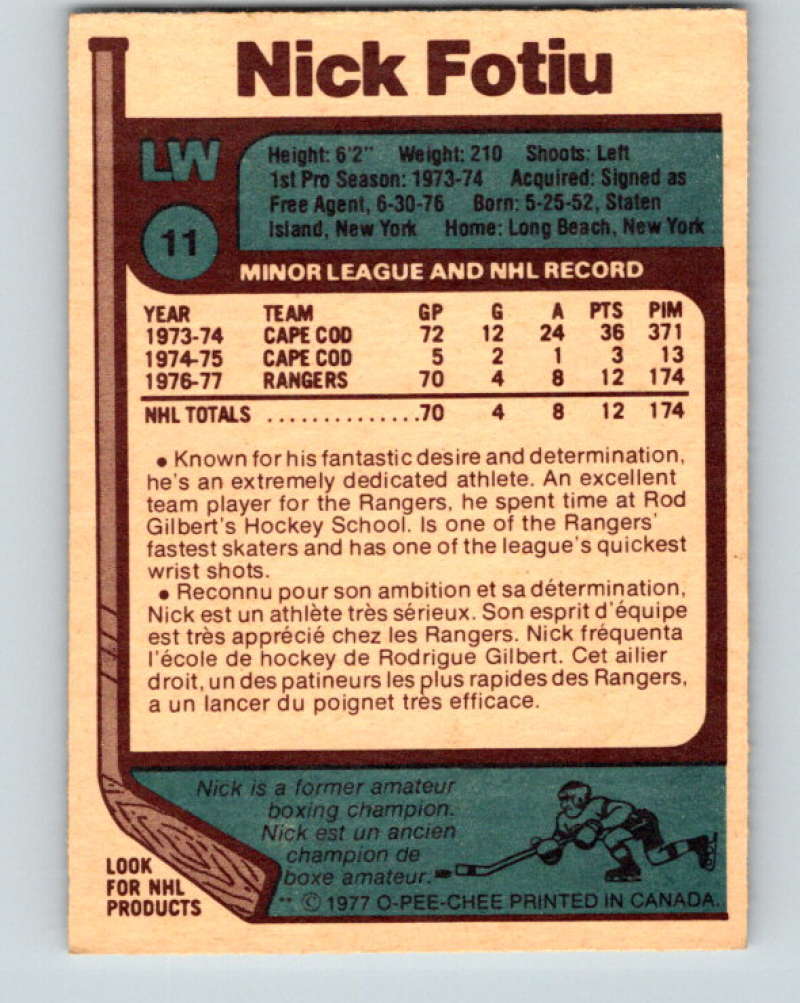 Nick Fotiu
LW
11
Height: 6'2" Weight: 210 Shoots: Left
1st Pro Season: 1973-74 Acquired: Signed as
Free Agent, 6-30-76 Born: 5-25-52, Staten
Island, New York Home: Long Beach, New York
MINOR LEAGUE AND NHL RECORD
YEAR TEAM GP G A PTS PIM
1973-74 CAPE COD 72 12 24 36 371
1974-75 CAPE COD 5 2 1 3 13
1976-77 RANGERS 70 4 8 12 174
NHL TOTALS ..............70 4 8 12 174
• Known for his fantastic desire and determination,
he's an extremely dedicated athlete. An excellent
team player for the Rangers, he spent time at Rod
Gilbert's Hockey School. Is one of the Rangers'
fastest skaters and has one of the league's quickest
wrist shots.
• Reconnu pour son ambition et sa détermination,
Nick est un athlète très sérieux. Son esprit d'équipe
est très apprécié chez les Rangers. Nick fréquenta
l'école de hockey de Rodrigue Gilbert. Cet ailier
droit, un des patineurs les plus rapides des Rangers,
a un lancer du poignet très efficace.
Nick is a former amateur
boxing champion.
Nick est un ancien
champion de
boxe amateur.
LOOK
FOR NHL
PRODUCTS
** © 1977 O-PEE-CHEE PRINTED IN CANADA.